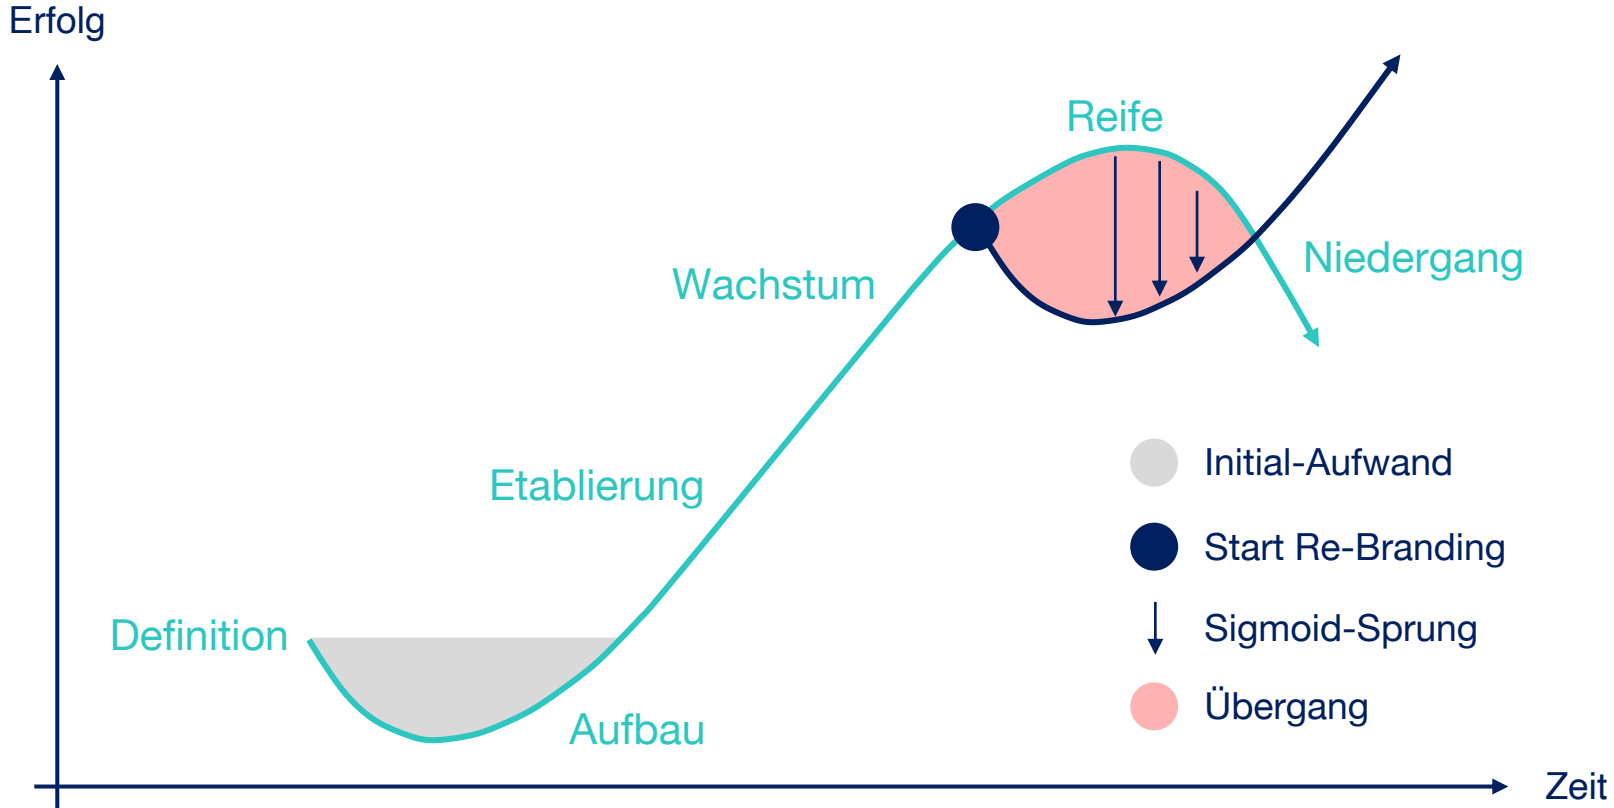 Erfolg
Reife
Niedergang
Wachstum
Etablierung
Definition
Aufbau
Initial-Aufwand
Start Re-Branding
Sigmoid-Sprung
Übergang
Zeit